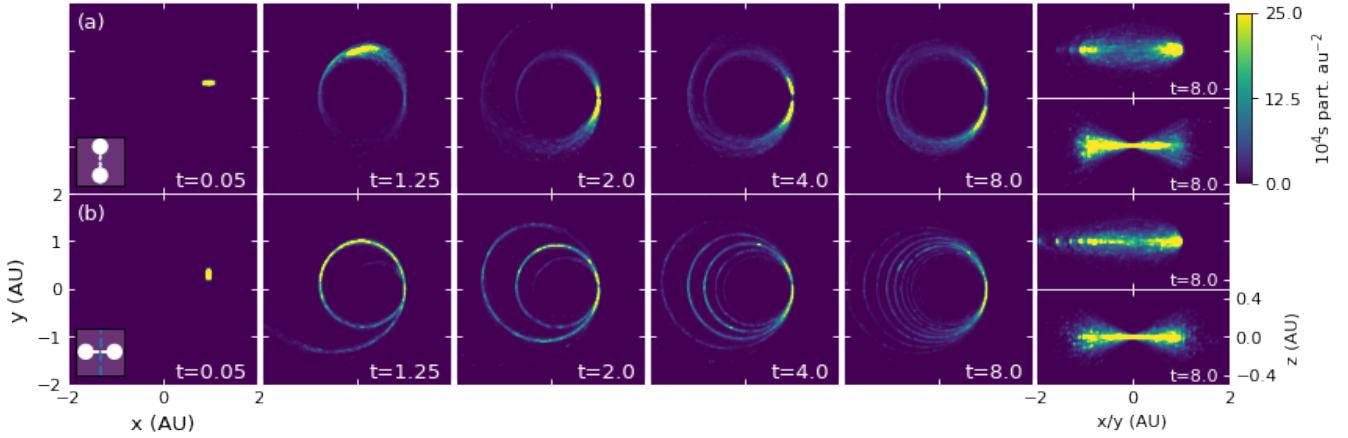 (a)
t=0.05
t=1.25
t=2.0
t=4.0
t=8.0
t=8.0
t=8.0
25.0
12.5
0.0
10⁴s part. au⁻²
(b)
t=0.05
t=1.25
t=2.0
t=4.0
t=8.0
t=8.0
t=8.0
2
1
0
−1
−2
y (AU)
−2 0 2
x (AU)
0.4
0.0
−0.4
z (AU)
−2 0 2
x/y (AU)